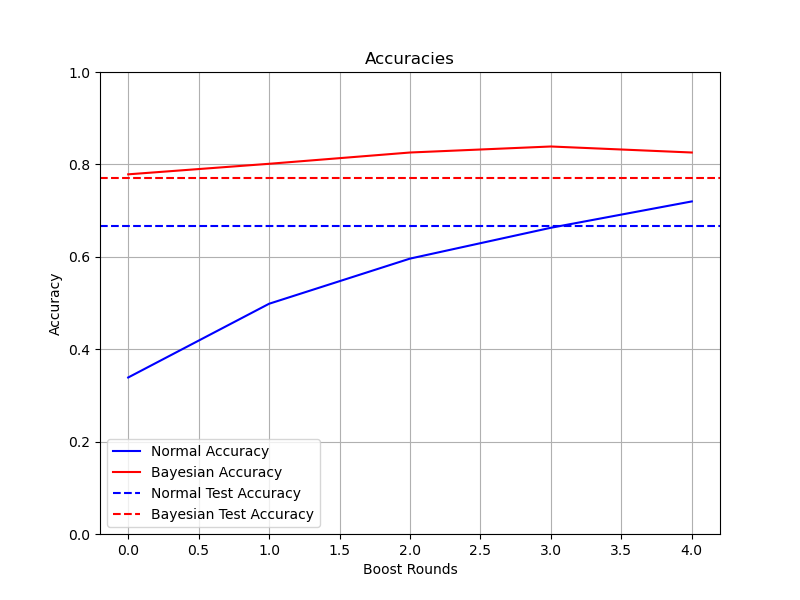 Accuracies
1.0
0.8
0.6
0.4
0.2
0.0
Accuracy
Normal Accuracy
Bayesian Accuracy
Normal Test Accuracy
Bayesian Test Accuracy
0.0 0.5 1.0 1.5 2.0 2.5 3.0 3.5 4.0
Boost Rounds